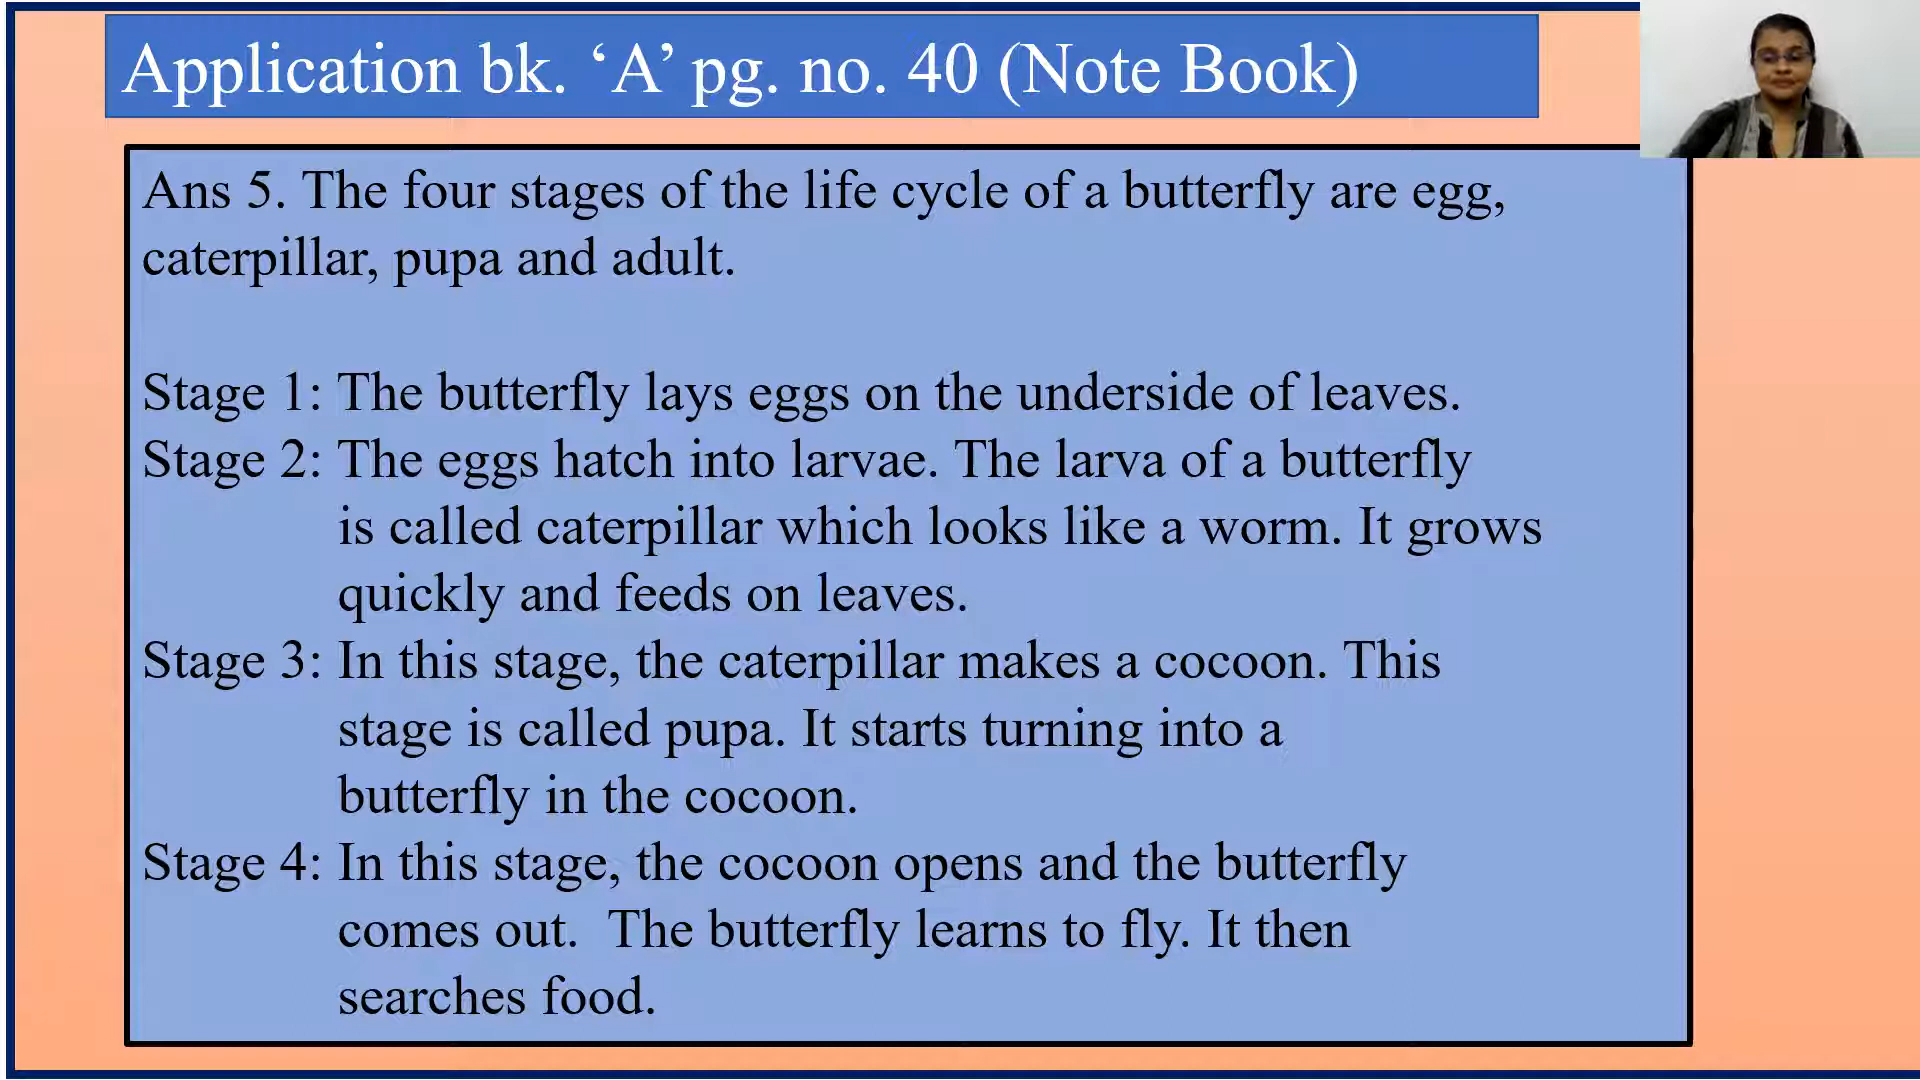 Application bk. ‘A’ pg. no. 40 (Note Book)
Ans 5. The four stages of the life cycle of a butterfly are egg,
caterpillar, pupa and adult.
Stage 1: The butterfly lays eggs on the underside of leaves.
Stage 2: The eggs hatch into larvae. The larva of a butterfly
is called caterpillar which looks like a worm. It grows
quickly and feeds on leaves.
Stage 3: In this stage, the caterpillar makes a cocoon. This
stage is called pupa. It starts turning into a
butterfly in the cocoon.
Stage 4: In this stage, the cocoon opens and the butterfly
comes out.  The butterfly learns to fly. It then
searches food.